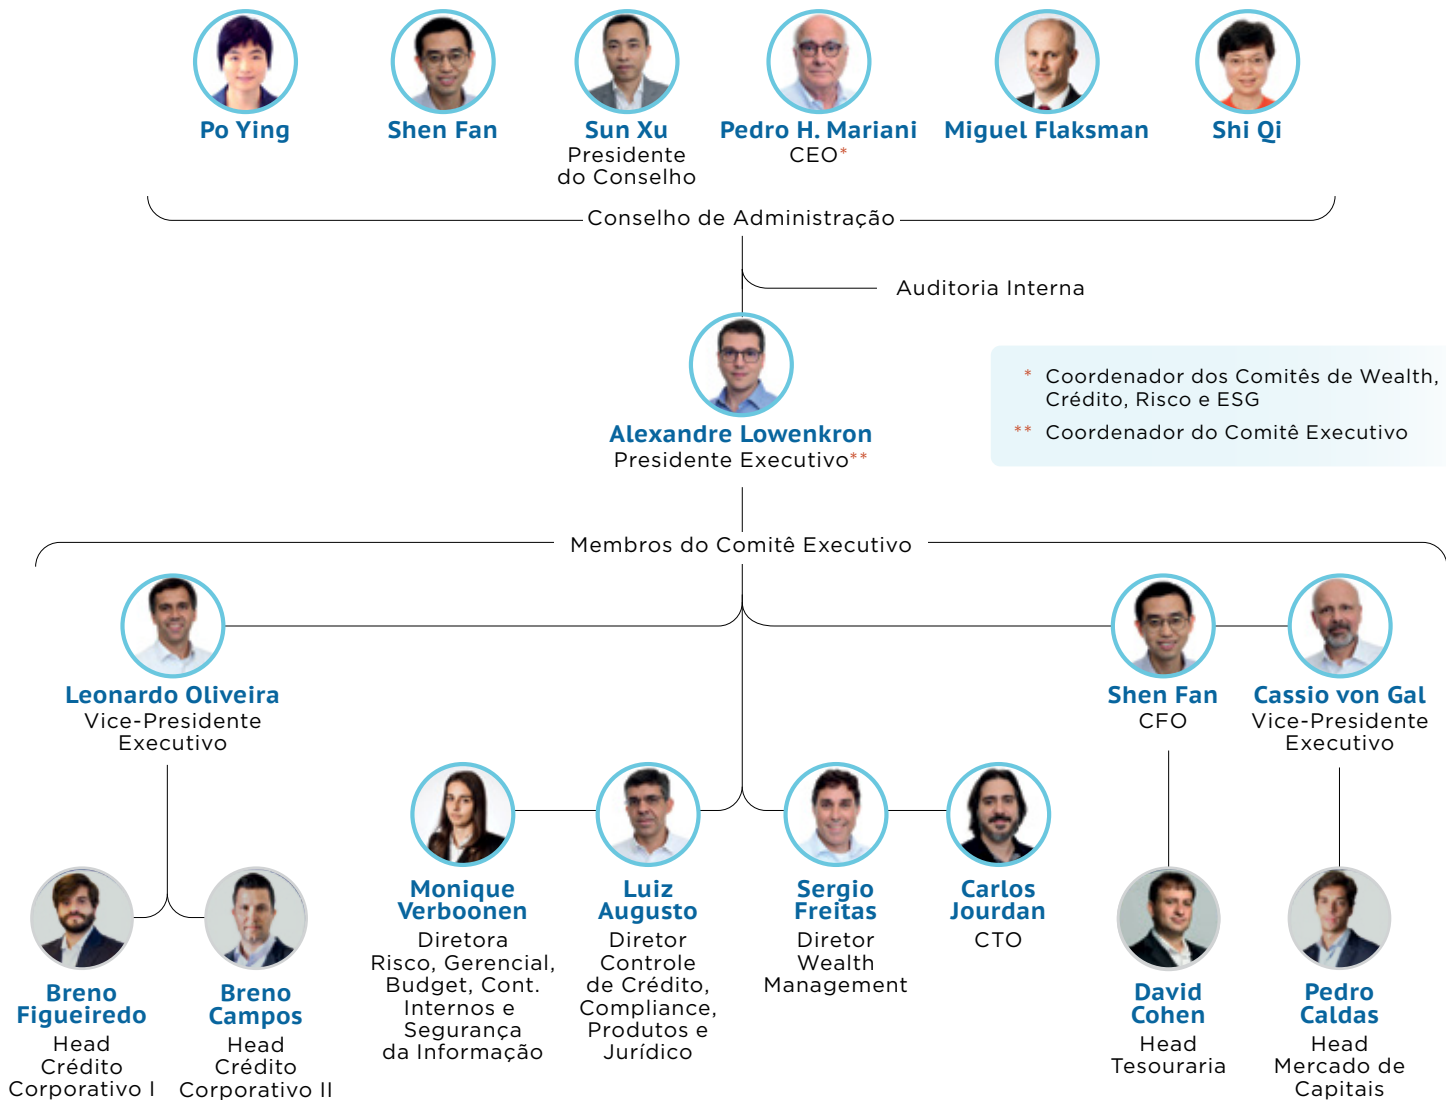 Po Ying
Shen Fan
Sun Xu
Presidente
do Conselho
Pedro H. Mariani
CEO*
Miguel Flaksman
Shi Qi
Conselho de Administração
Auditoria Interna
Alexandre Lowenkron
Presidente Executivo**
* Coordenador dos Comitês de Wealth,
Crédito, Risco e ESG
** Coordenador do Comitê Executivo
Membros do Comitê Executivo
Leonardo Oliveira
Vice-Presidente
Executivo
Shen Fan
CFO
Cassio von Gal
Vice-Presidente
Executivo
Monique
Verboonen
Diretora
Risco, Gerencial,
Budget, Cont.
Internos e
Segurança
da Informação
Luiz
Augusto
Diretor
Controle
de Crédito,
Compliance,
Produtos e
Jurídico
Sergio
Freitas
Diretor
Wealth
Management
Carlos
Jourdan
CTO
Breno
Figueiredo
Head
Crédito
Corporativo I
Breno
Campos
Head
Crédito
Corporativo II
David
Cohen
Head
Tesouraria
Pedro
Caldas
Head
Mercado de
Capitais